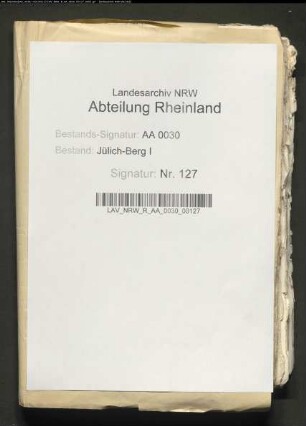 Landesarchiv NRW
Abteilung Rheinland
Bestands-Signatur: AA 0030
Bestand: Jülich-Berg I
Signatur: Nr. 127
LAV_NRW_R_AA_0030_00127